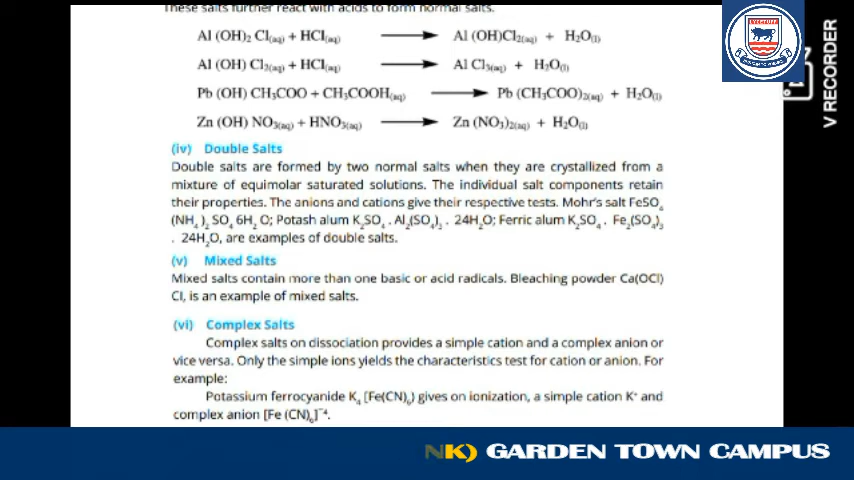 These salts further react with acids to form normal salts.
Al (OH)₂ Cl(aq) + HCl(aq) ⟶ Al (OH)Cl₂(aq) + H₂O(l)
Al (OH) Cl₂(aq) + HCl(aq) ⟶ Al Cl₃(aq) + H₂O(l)
Pb (OH) CH₃COO + CH₃COOH(aq) ⟶ Pb (CH₃COO)₂(aq) + H₂O(l)
Zn (OH) NO₃(aq) + HNO₃(aq) ⟶ Zn (NO₃)₂(aq) + H₂O(l)
(iv) Double Salts
Double salts are formed by two normal salts when they are crystallized from a
mixture of equimolar saturated solutions. The individual salt components retain
their properties. The anions and cations give their respective tests. Mohr's salt FeSO₄
(NH₄)₂ SO₄ 6H₂O; Potash alum K₂SO₄ . Al₂(SO₄)₃ . 24H₂O; Ferric alum K₂SO₄ . Fe₂(SO₄)₃
. 24H₂O, are examples of double salts.
(v) Mixed Salts
Mixed salts contain more than one basic or acid radicals. Bleaching powder Ca(OCl)
Cl, is an example of mixed salts.
(vi) Complex Salts
Complex salts on dissociation provides a simple cation and a complex anion or
vice versa. Only the simple ions yields the characteristics test for cation or anion. For
example:
Potassium ferrocyanide K₄ [Fe(CN)₆) gives on ionization, a simple cation K⁺ and
complex anion [Fe (CN)₆]⁻⁴.
V RECORDER
NK) GARDEN TOWN CAMPUS